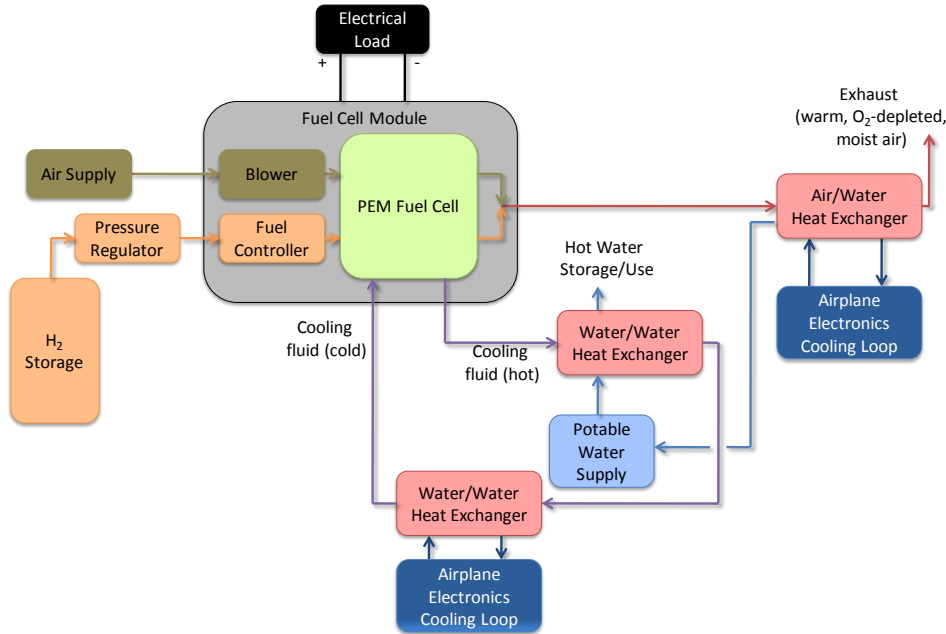 Electrical
Load
+
-
Fuel Cell Module
Exhaust
(warm, O₂-depleted,
moist air)
Air Supply
Blower
PEM Fuel Cell
Air/Water
Heat Exchanger
Pressure
Regulator
Fuel
Controller
Hot Water
Storage/Use
H₂
Storage
Cooling
fluid (cold)
Cooling
fluid (hot)
Water/Water
Heat Exchanger
Airplane
Electronics
Cooling Loop
Potable
Water
Supply
Water/Water
Heat Exchanger
Airplane
Electronics
Cooling Loop